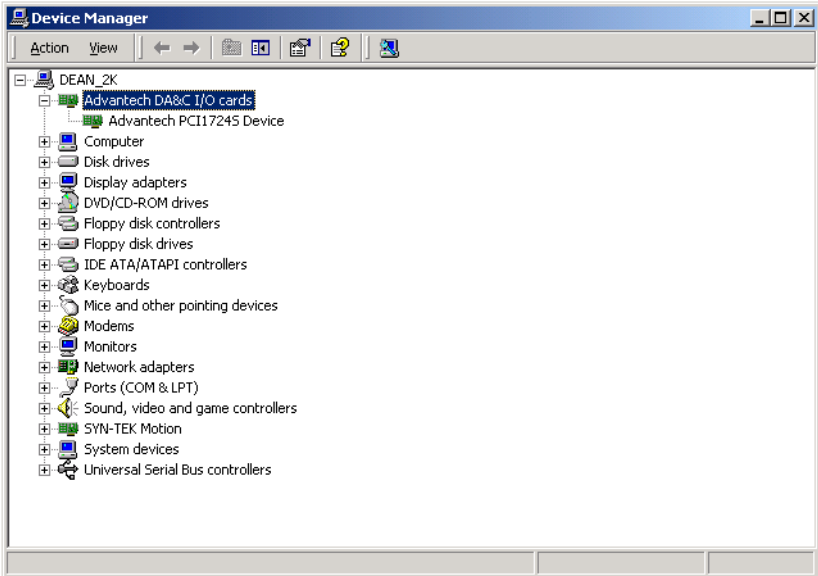 Device Manager
Action View
DEAN_2K
Advantech DA&C I/O cards
Advantech PCI1724S Device
Computer
Disk drives
Display adapters
DVD/CD-ROM drives
Floppy disk controllers
Floppy disk drives
IDE ATA/ATAPI controllers
Keyboards
Mice and other pointing devices
Modems
Monitors
Network adapters
Ports (COM & LPT)
Sound, video and game controllers
SYN-TEK Motion
System devices
Universal Serial Bus controllers